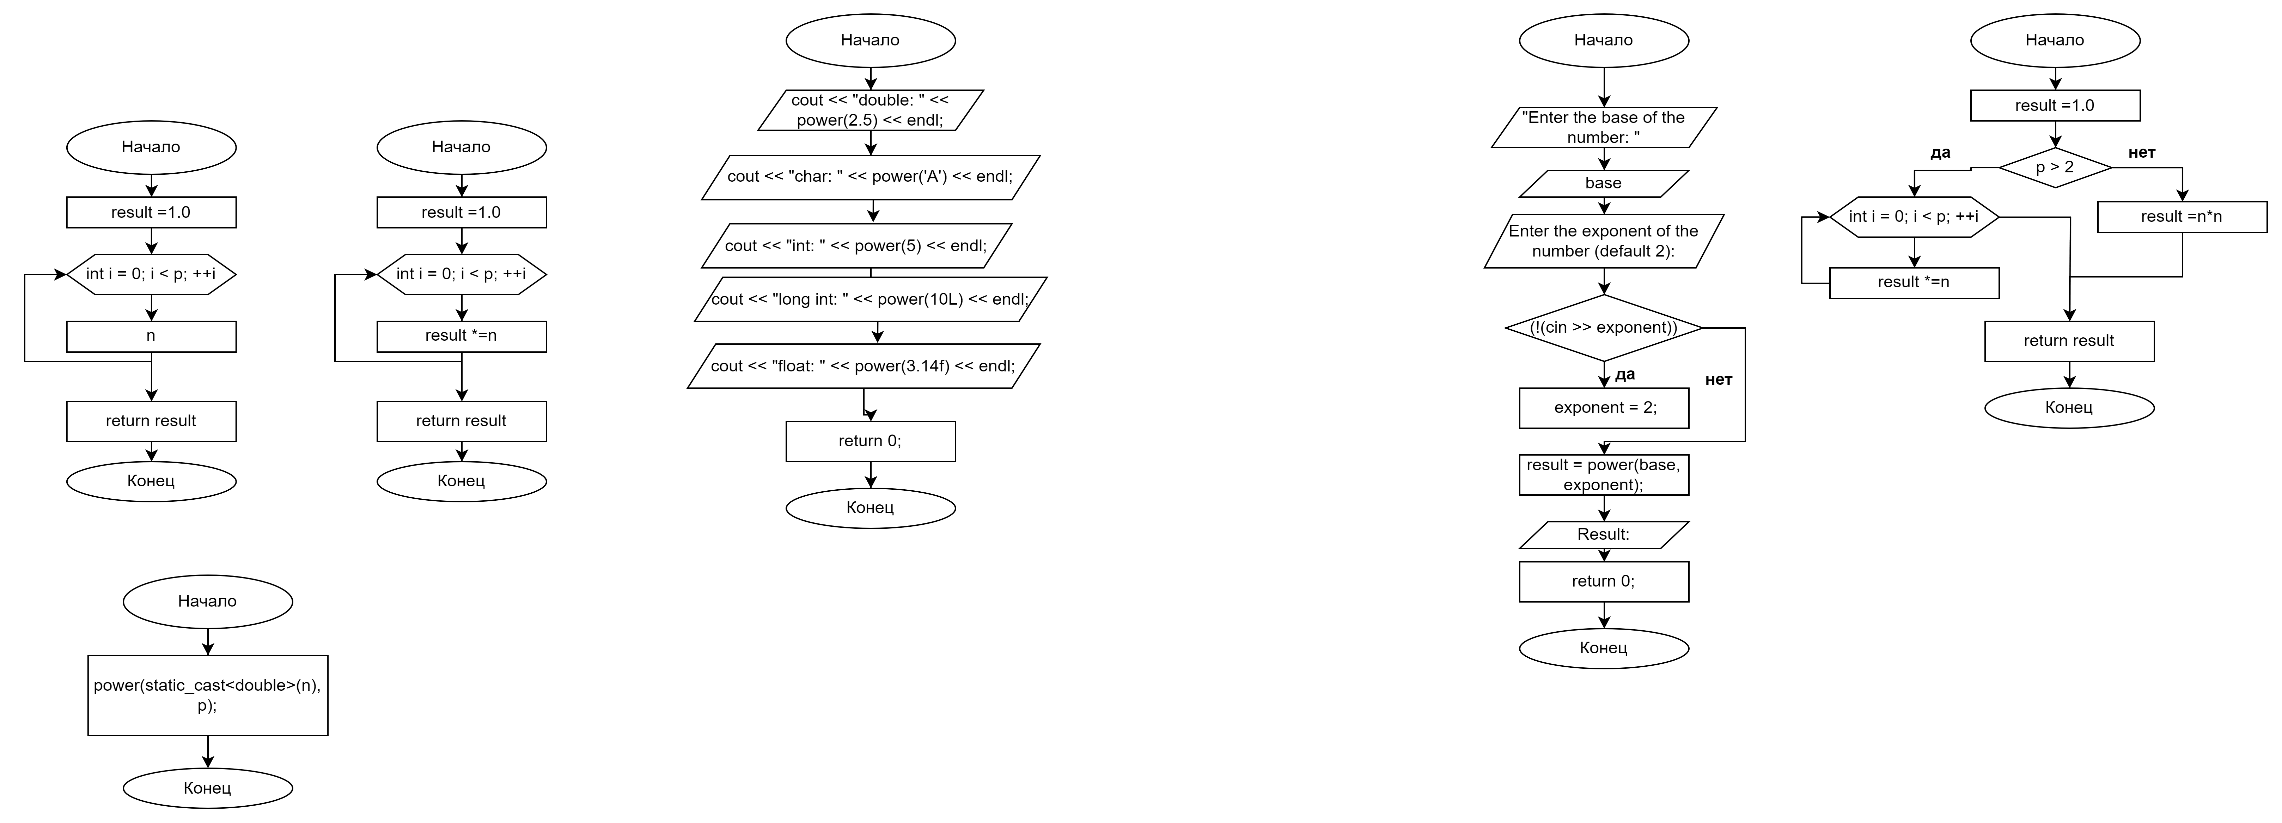 Начало
result =1.0
int i = 0; i < p; ++i
n
return result
Конец
Начало
result =1.0
int i = 0; i < p; ++i
result *=n
return result
Конец
Начало
power(static_cast<double>(n),
p);
Конец
Начало
cout << "double: " <<
power(2.5) << endl;
cout << "char: " << power('A') << endl;
cout << "int: " << power(5) << endl;
cout << "long int: " << power(10L) << endl;
cout << "float: " << power(3.14f) << endl;
return 0;
Конец
Начало
"Enter the base of the
number: "
base
Enter the exponent of the
number (default 2):
(!(cin >> exponent))
да
нет
exponent = 2;
result = power(base,
exponent);
Result:
return 0;
Конец
Начало
result =1.0
p > 2
да
нет
int i = 0; i < p; ++i
result =n*n
result *=n
return result
Конец